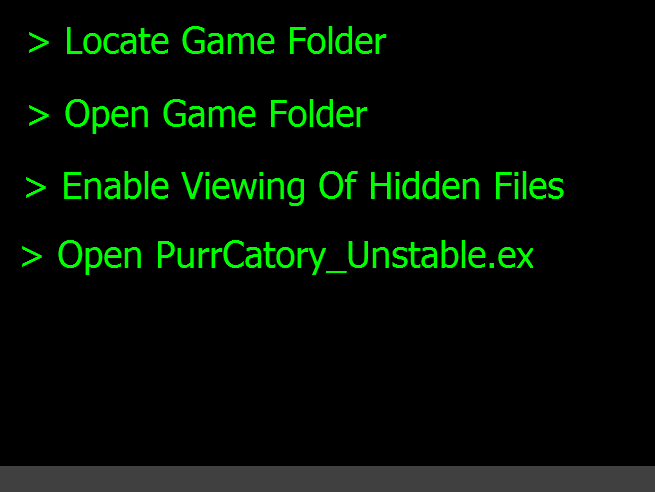 > Locate Game Folder
> Open Game Folder
> Enable Viewing Of Hidden Files
> Open PurrCatory_Unstable.ex